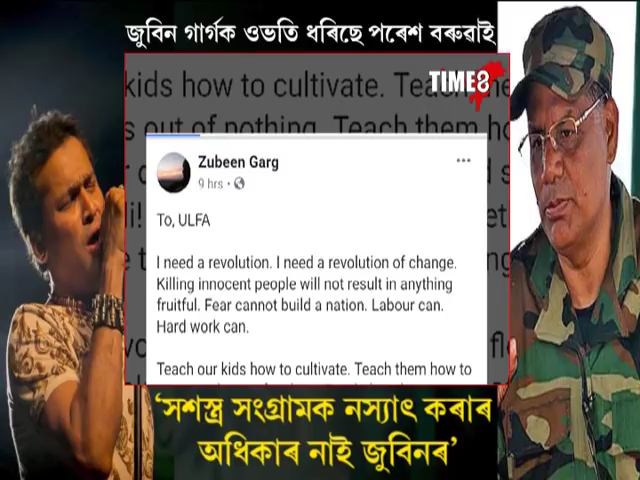 জুবিন গাৰ্গক ওভতি ধৰিছে পৰেশ বৰুৱাই
kids how to cultivate. Teach
TIME8
s out of nothing. Teach them
Zubeen Garg
9 hrs
To, ULFA
I need a revolution. I need a revolution of change.
Killing innocent people will not result in anything
fruitful. Fear cannot build a nation. Labour can.
Hard work can.
Teach our kids how to cultivate. Teach them how to
‘সশস্ত্ৰ সংগ্ৰামক নস্যাৎ কৰাৰ
অধিকাৰ নাই জুবিনৰ’